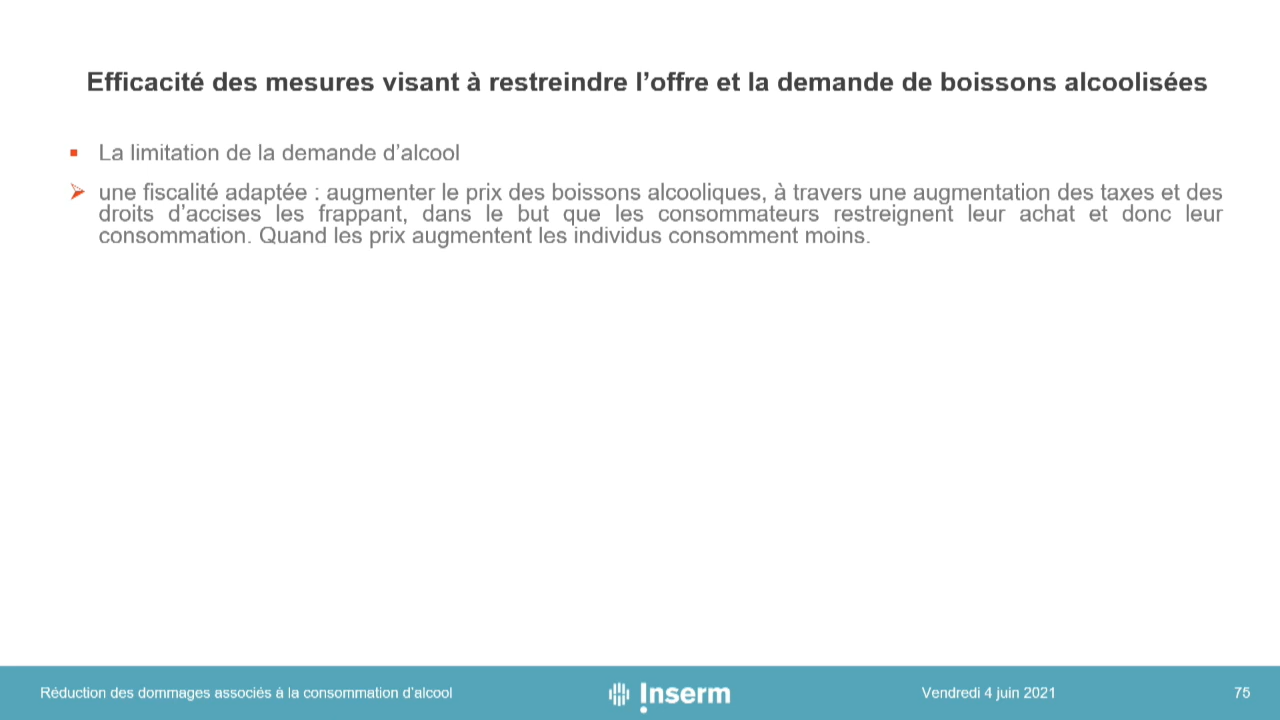 Efficacité des mesures visant à restreindre l’offre et la demande de boissons alcoolisées
La limitation de la demande d’alcool
une fiscalité adaptée : augmenter le prix des boissons alcooliques, à travers une augmentation des taxes et des
droits d’accises les frappant, dans le but que les consommateurs restreignent leur achat et donc leur
consommation. Quand les prix augmentent les individus consomment moins.
Réduction des dommages associés à la consommation d’alcool
Inserm
Vendredi 4 juin 2021
75